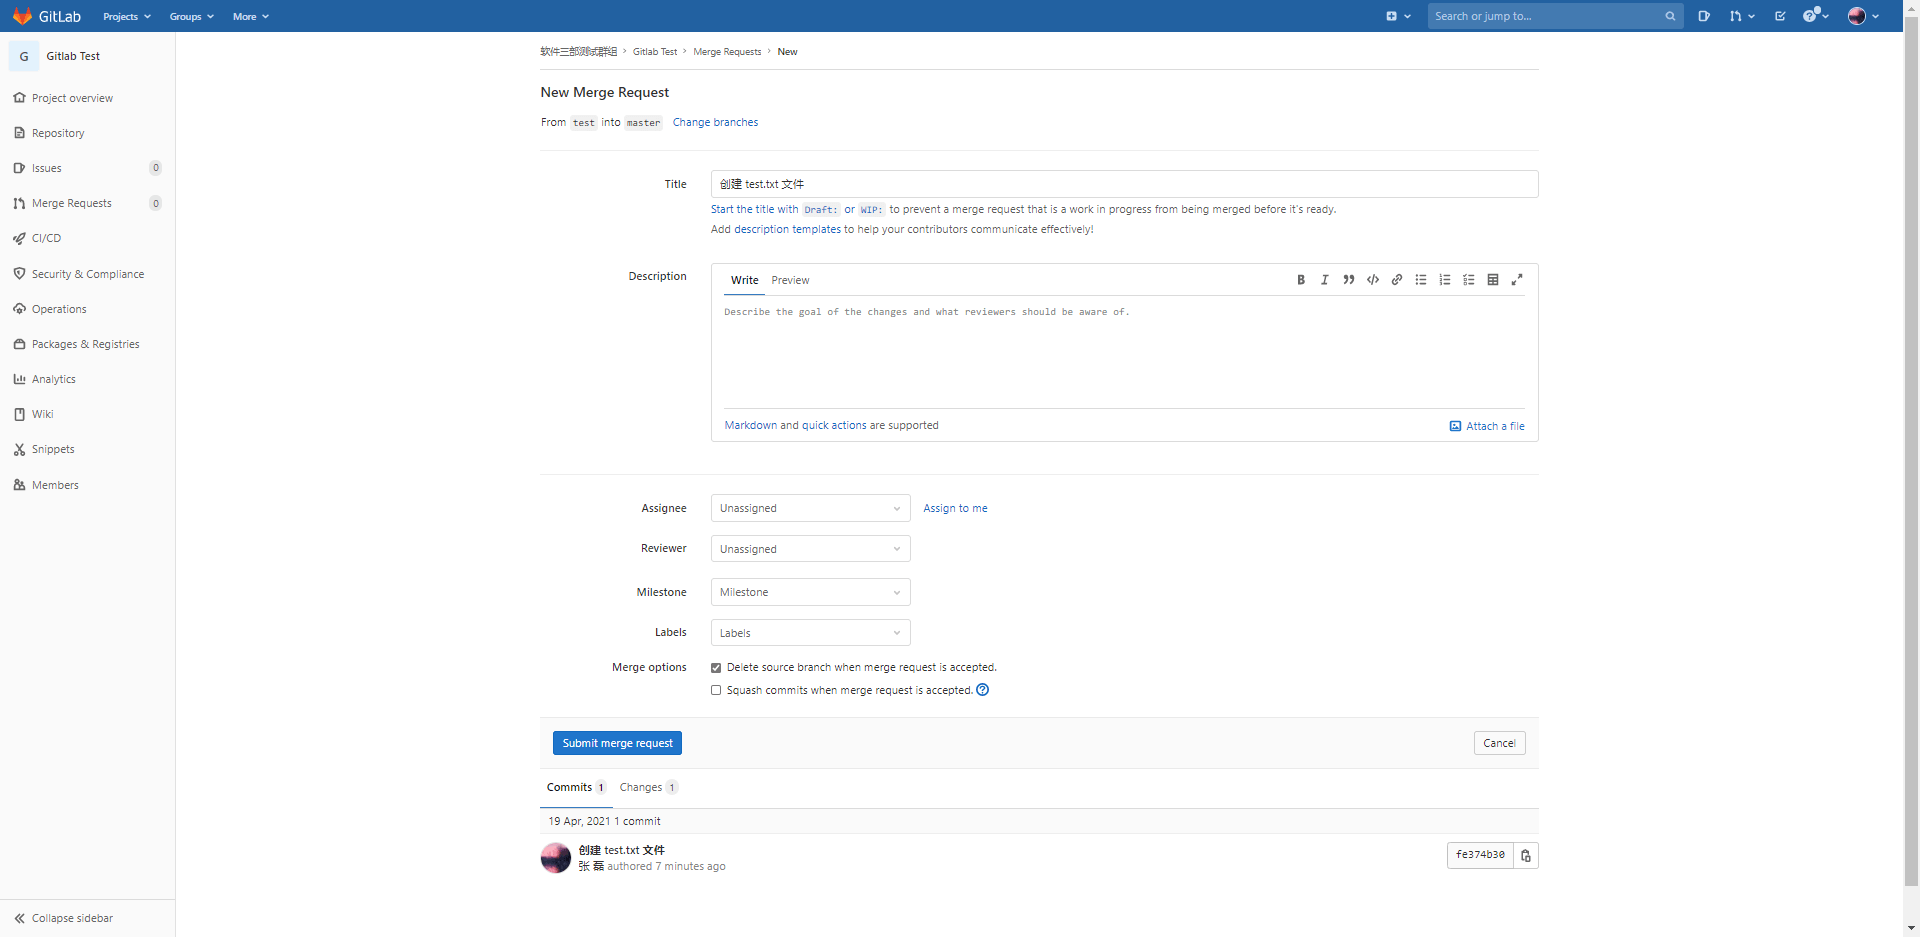 GitLab Projects Groups More Search or jump to...
G Gitlab Test
Project overview
Repository
Issues 0
Merge Requests 0
CI/CD
Security & Compliance
Operations
Packages & Registries
Analytics
Wiki
Snippets
Members
Collapse sidebar
软件三部测试群组 › Gitlab Test › Merge Requests › New
New Merge Request
From test into master Change branches
Title 创建 test.txt 文件
Start the title with Draft: or WIP: to prevent a merge request that is a work in progress from being merged before it's ready.
Add description templates to help your contributors communicate effectively!
Description Write Preview
Describe the goal of the changes and what reviewers should be aware of.
Markdown and quick actions are supported Attach a file
Assignee Unassigned Assign to me
Reviewer Unassigned
Milestone Milestone
Labels Labels
Merge options Delete source branch when merge request is accepted.
Squash commits when merge request is accepted.
Submit merge request Cancel
Commits 1 Changes 1
19 Apr, 2021 1 commit
创建 test.txt 文件
张 磊 authored 7 minutes ago
fe374b30